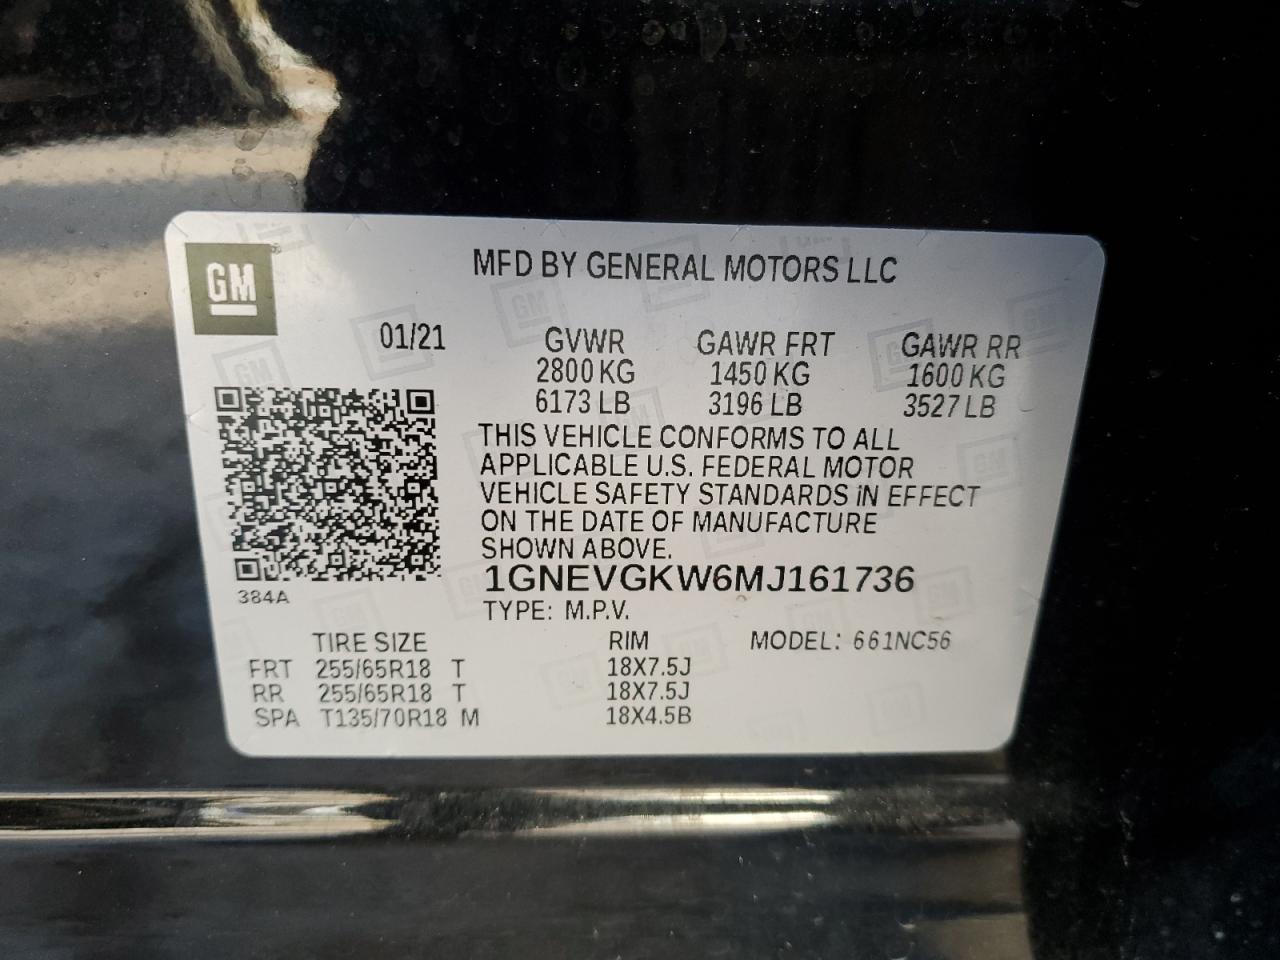 GM
MFD BY GENERAL MOTORS LLC
01/21 GVWR GAWR FRT GAWR RR
2800 KG 1450 KG 1600 KG
6173 LB 3196 LB 3527 LB
THIS VEHICLE CONFORMS TO ALL
APPLICABLE U.S. FEDERAL MOTOR
VEHICLE SAFETY STANDARDS IN EFFECT
ON THE DATE OF MANUFACTURE
SHOWN ABOVE.
1GNEVGKW6MJ161736
384A
TYPE: M.P.V.
TIRE SIZE RIM MODEL: 661NC56
FRT 255/65R18 T 18X7.5J
RR 255/65R18 T 18X7.5J
SPA T135/70R18 M 18X4.5B